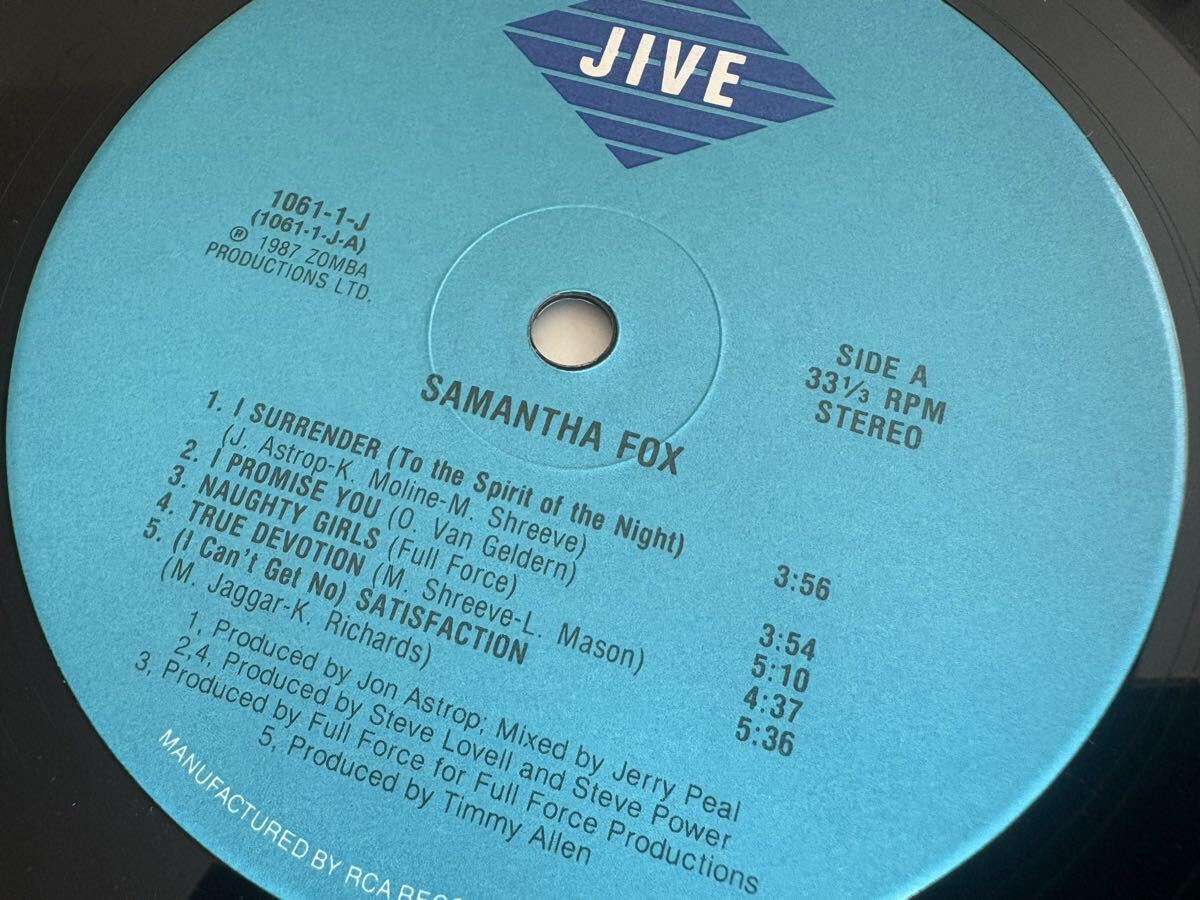 JIVE
1061-1-J
(1061-1-J-A)
℗ 1987 ZOMBA
PRODUCTIONS LTD.
SIDE A
33 1/3 RPM
STEREO
SAMANTHA FOX
1. I SURRENDER (To the Spirit of the Night)
(J. Astrop-K. Moline-M. Shreeve) 3:56
2. I PROMISE YOU (O. Van Geldern) 3:54
3. NAUGHTY GIRLS (Full Force) 5:10
4. TRUE DEVOTION (M. Shreeve-L. Mason) 4:37
5. (I Can't Get No) SATISFACTION 5:36
(M. Jaggar-K. Richards)
1, Produced by Jon Astrop; Mixed by Jerry Peal
2,4, Produced by Steve Lovell and Steve Power
3, Produced by Full Force for Full Force Productions
5, Produced by Timmy Allen
MANUFACTURED BY RCA